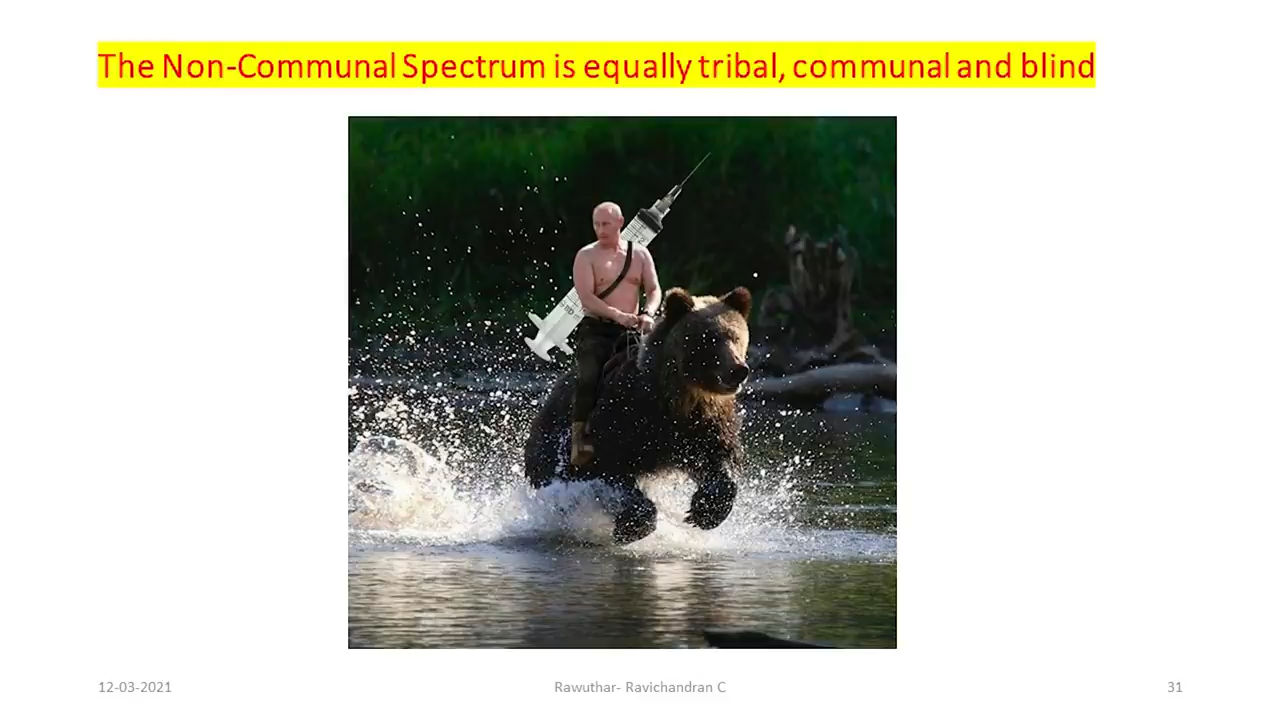 The Non-Communal Spectrum is equally tribal, communal and blind
12-03-2021
Rawuthar- Ravichandran C
31